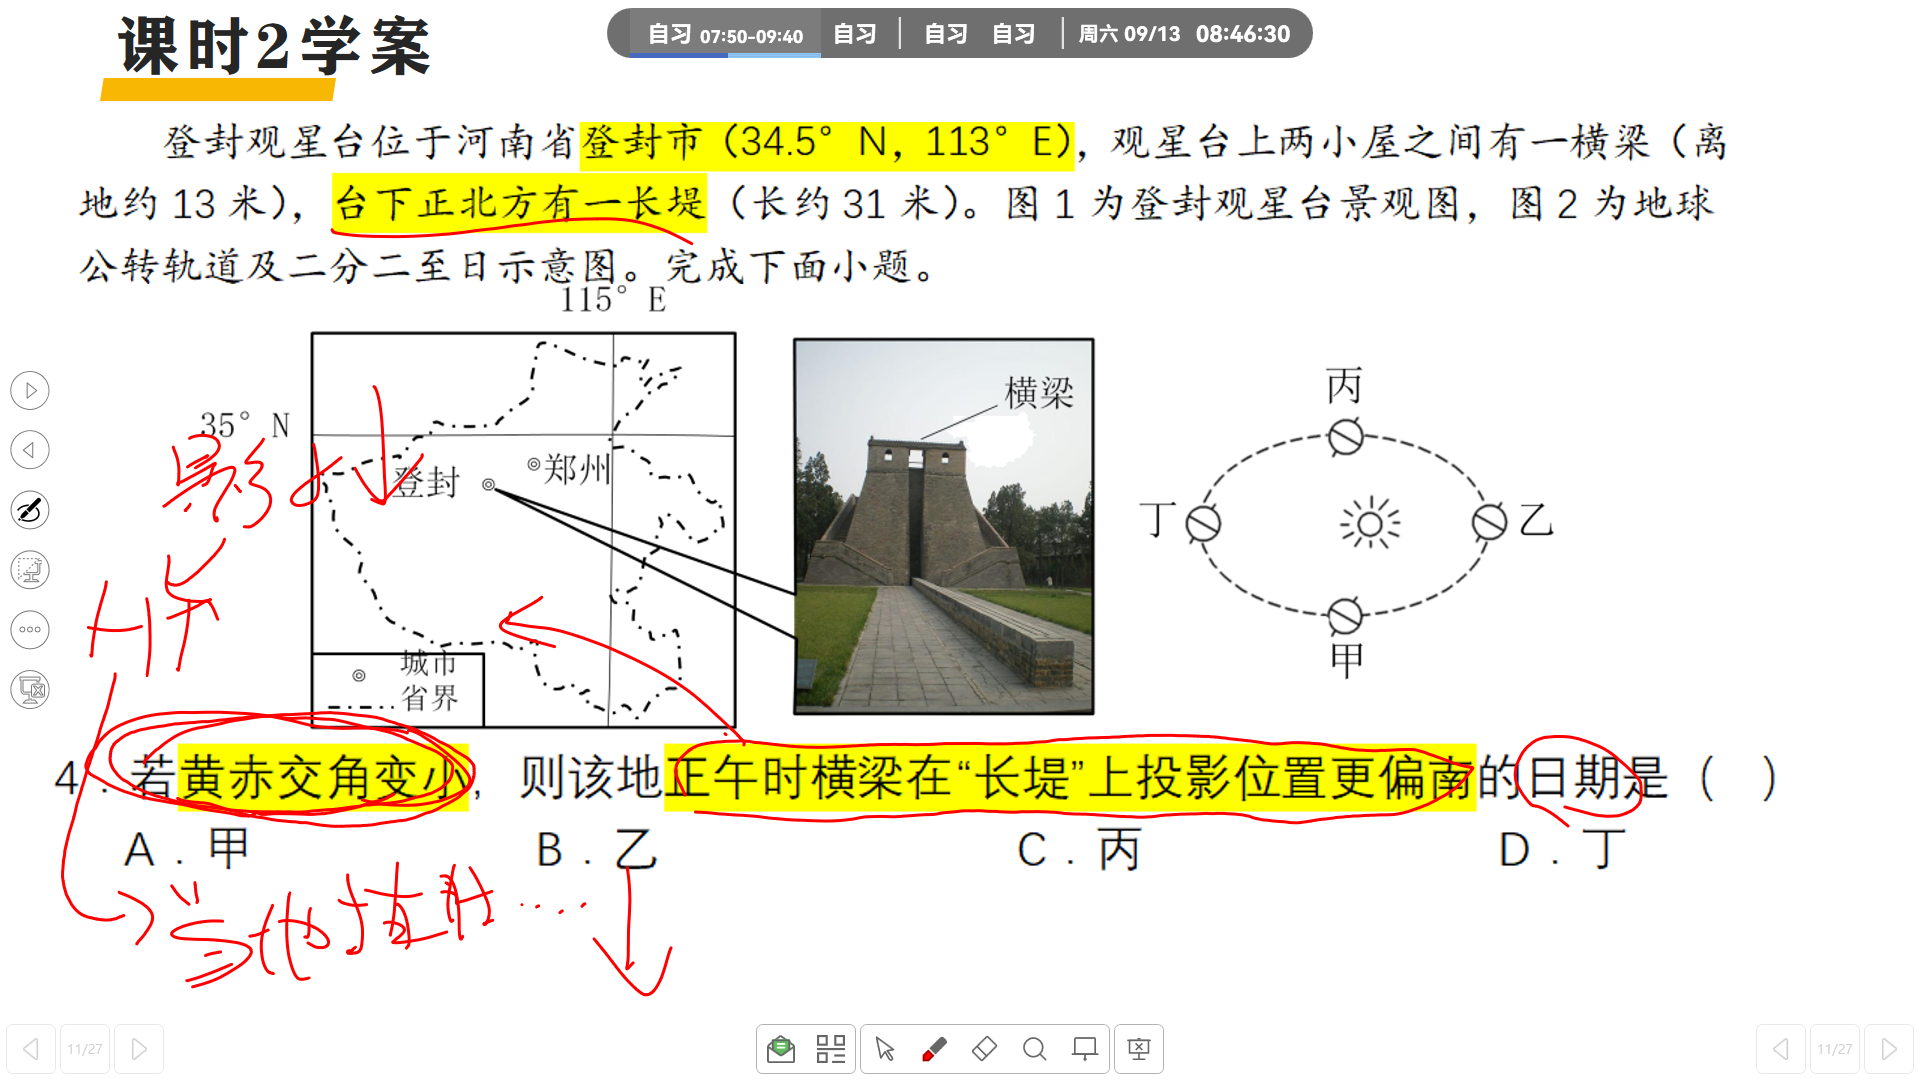 课时2学案
自习 07:50-09:40 自习 自习 自习 周六 09/13 08:46:30
登封观星台位于河南省登封市（34.5° N，113° E），观星台上两小屋之间有一横梁（离
地约 13 米），台下正北方有一长堤（长约 31 米）。图 1 为登封观星台景观图，图 2 为地球
公转轨道及二分二至日示意图。完成下面小题。
115° E
35° N
登封
郑州
城市
省界
横梁
丙
丁
乙
甲
影
H
4．若黄赤交角变小，则该地正午时横梁在“长堤”上投影位置更偏南的日期是（ ）
A．甲 B．乙 C．丙 D．丁
当地
11/27
11/27